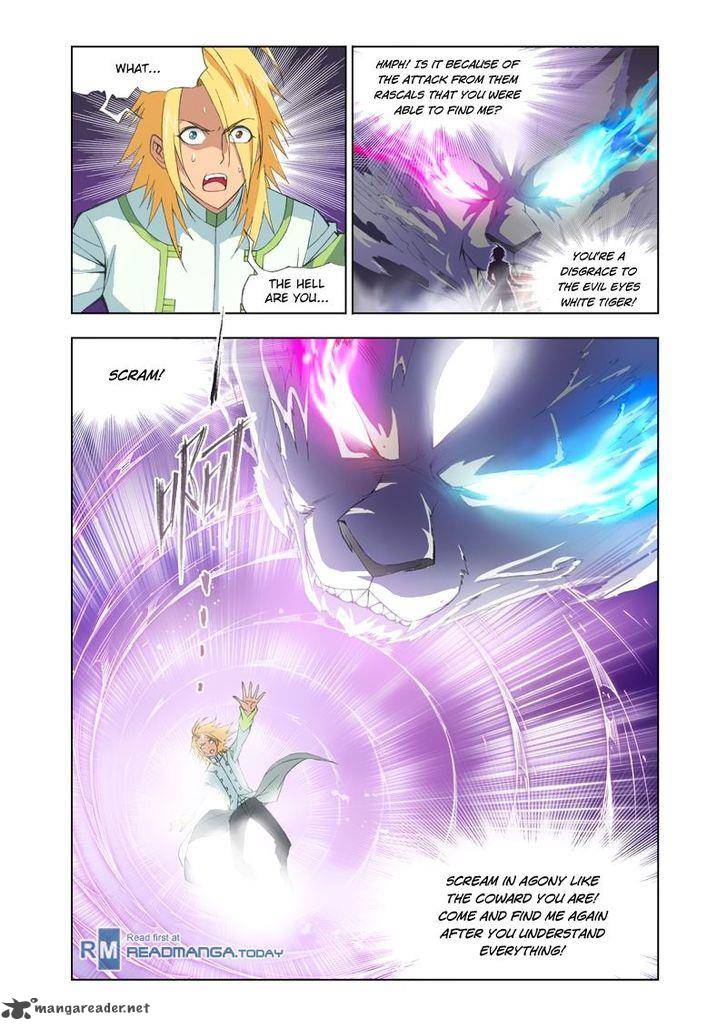 WHAT...
THE HELL
ARE YOU...
HMPH! IS IT BECAUSE OF
THE ATTACK FROM THEM
RASCALS THAT YOU WERE
ABLE TO FIND ME?
YOU'RE A
DISGRACE TO
THE EVIL EYES
WHITE TIGER!
SCRAM!
SCREAM IN AGONY LIKE
THE COWARD YOU ARE!
COME AND FIND ME AGAIN
AFTER YOU UNDERSTAND
EVERYTHING!
RM
Read first at
READMANGA.TODAY
mangareader.net